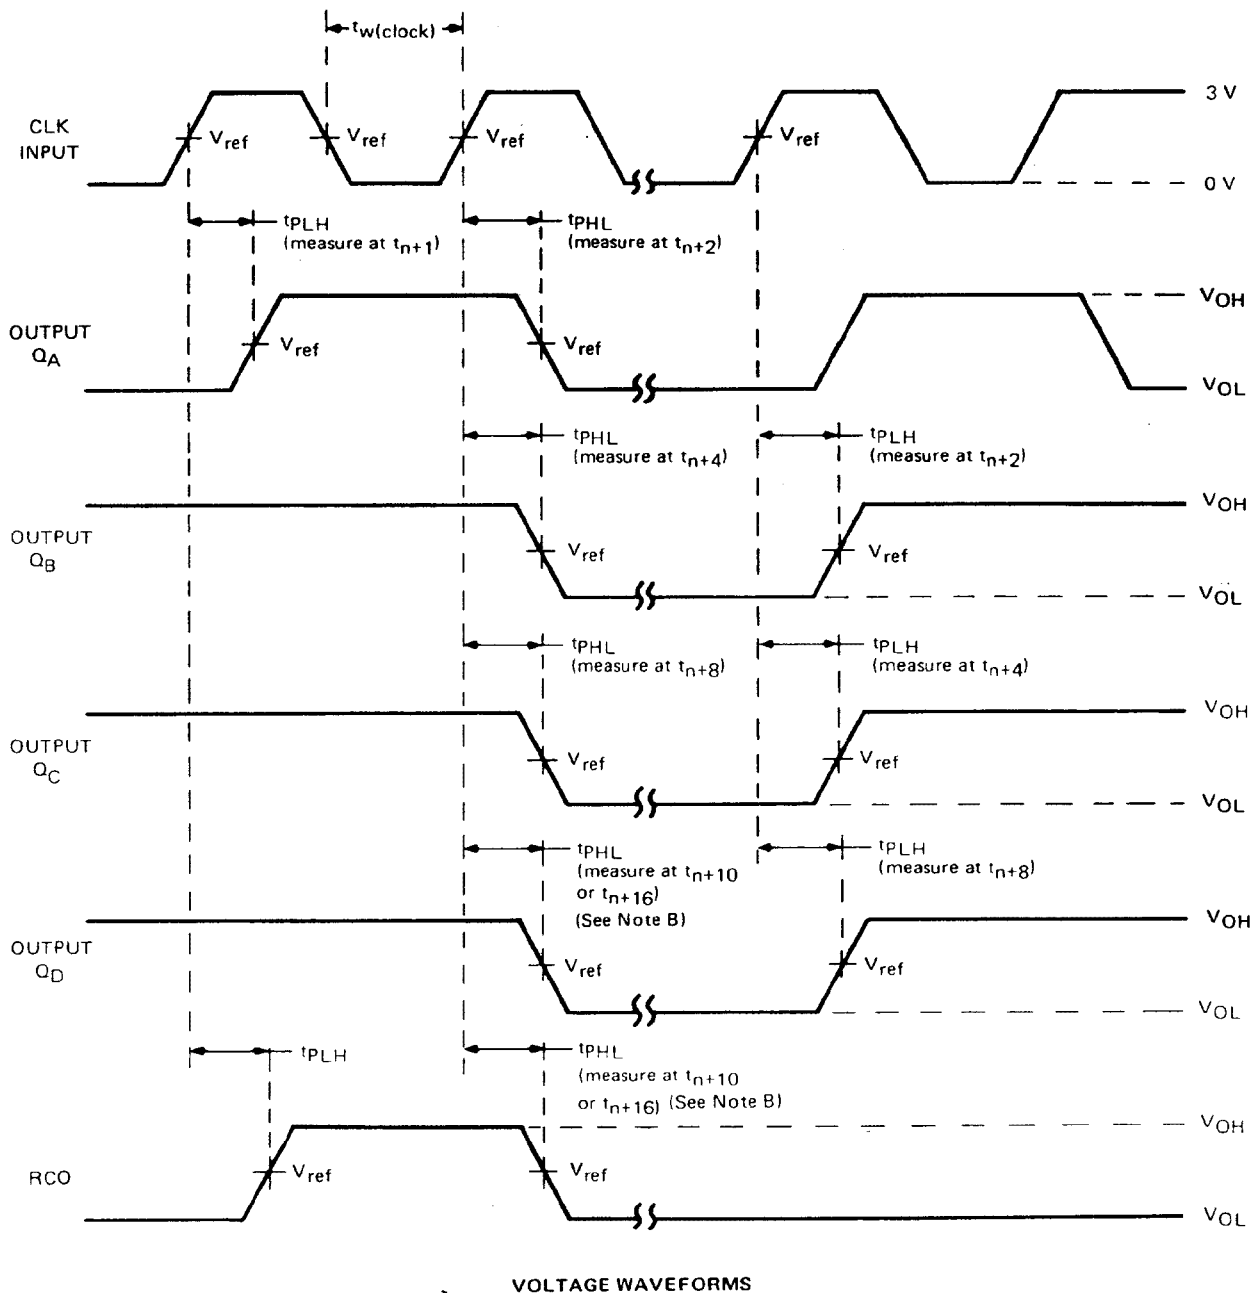 tw(clock)
3 V
CLK
INPUT
Vref Vref Vref Vref
0 V
tPLH
(measure at tn+1)
tPHL
(measure at tn+2)
VOH
OUTPUT
QA
Vref Vref
VOL
tPHL
(measure at tn+4)
tPLH
(measure at tn+2)
VOH
OUTPUT
QB
Vref Vref
VOL
tPHL
(measure at tn+8)
tPLH
(measure at tn+4)
VOH
OUTPUT
QC
Vref Vref
VOL
tPHL
(measure at tn+10
or tn+16)
(See Note B)
tPLH
(measure at tn+8)
VOH
OUTPUT
QD
Vref Vref
VOL
tPLH
tPHL
(measure at tn+10
or tn+16) (See Note B)
VOH
RCO
Vref Vref
VOL
VOLTAGE WAVEFORMS